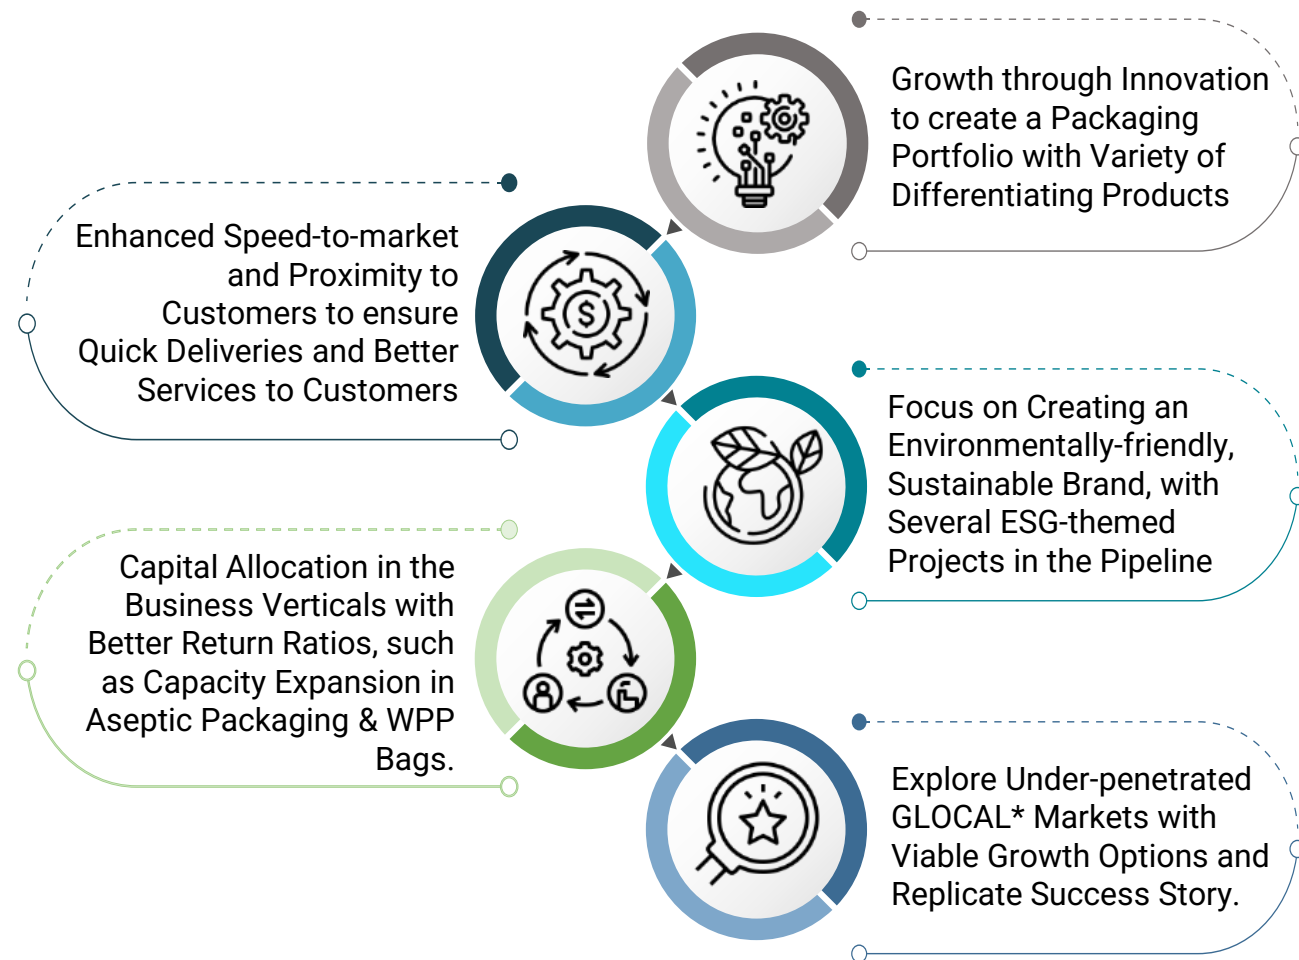 Growth through Innovation
to create a Packaging
Portfolio with Variety of
Differentiating Products
Enhanced Speed-to-market
and Proximity to
Customers to ensure
Quick Deliveries and Better
Services to Customers
$
Focus on Creating an
Environmentally-friendly,
Sustainable Brand, with
Several ESG-themed
Projects in the Pipeline
Capital Allocation in the
Business Verticals with
Better Return Ratios, such
as Capacity Expansion in
Aseptic Packaging & WPP
Bags.
Explore Under-penetrated
GLOCAL* Markets with
Viable Growth Options and
Replicate Success Story.